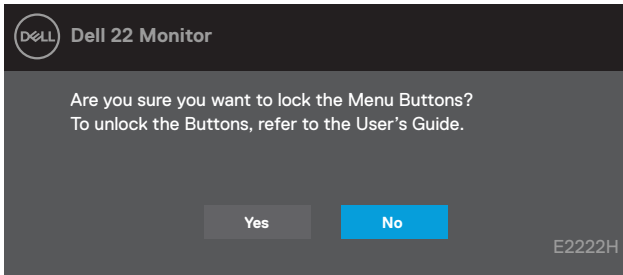 DELL
Dell 22 Monitor
Are you sure you want to lock the Menu Buttons?
To unlock the Buttons, refer to the User’s Guide.
Yes
No
E2222H